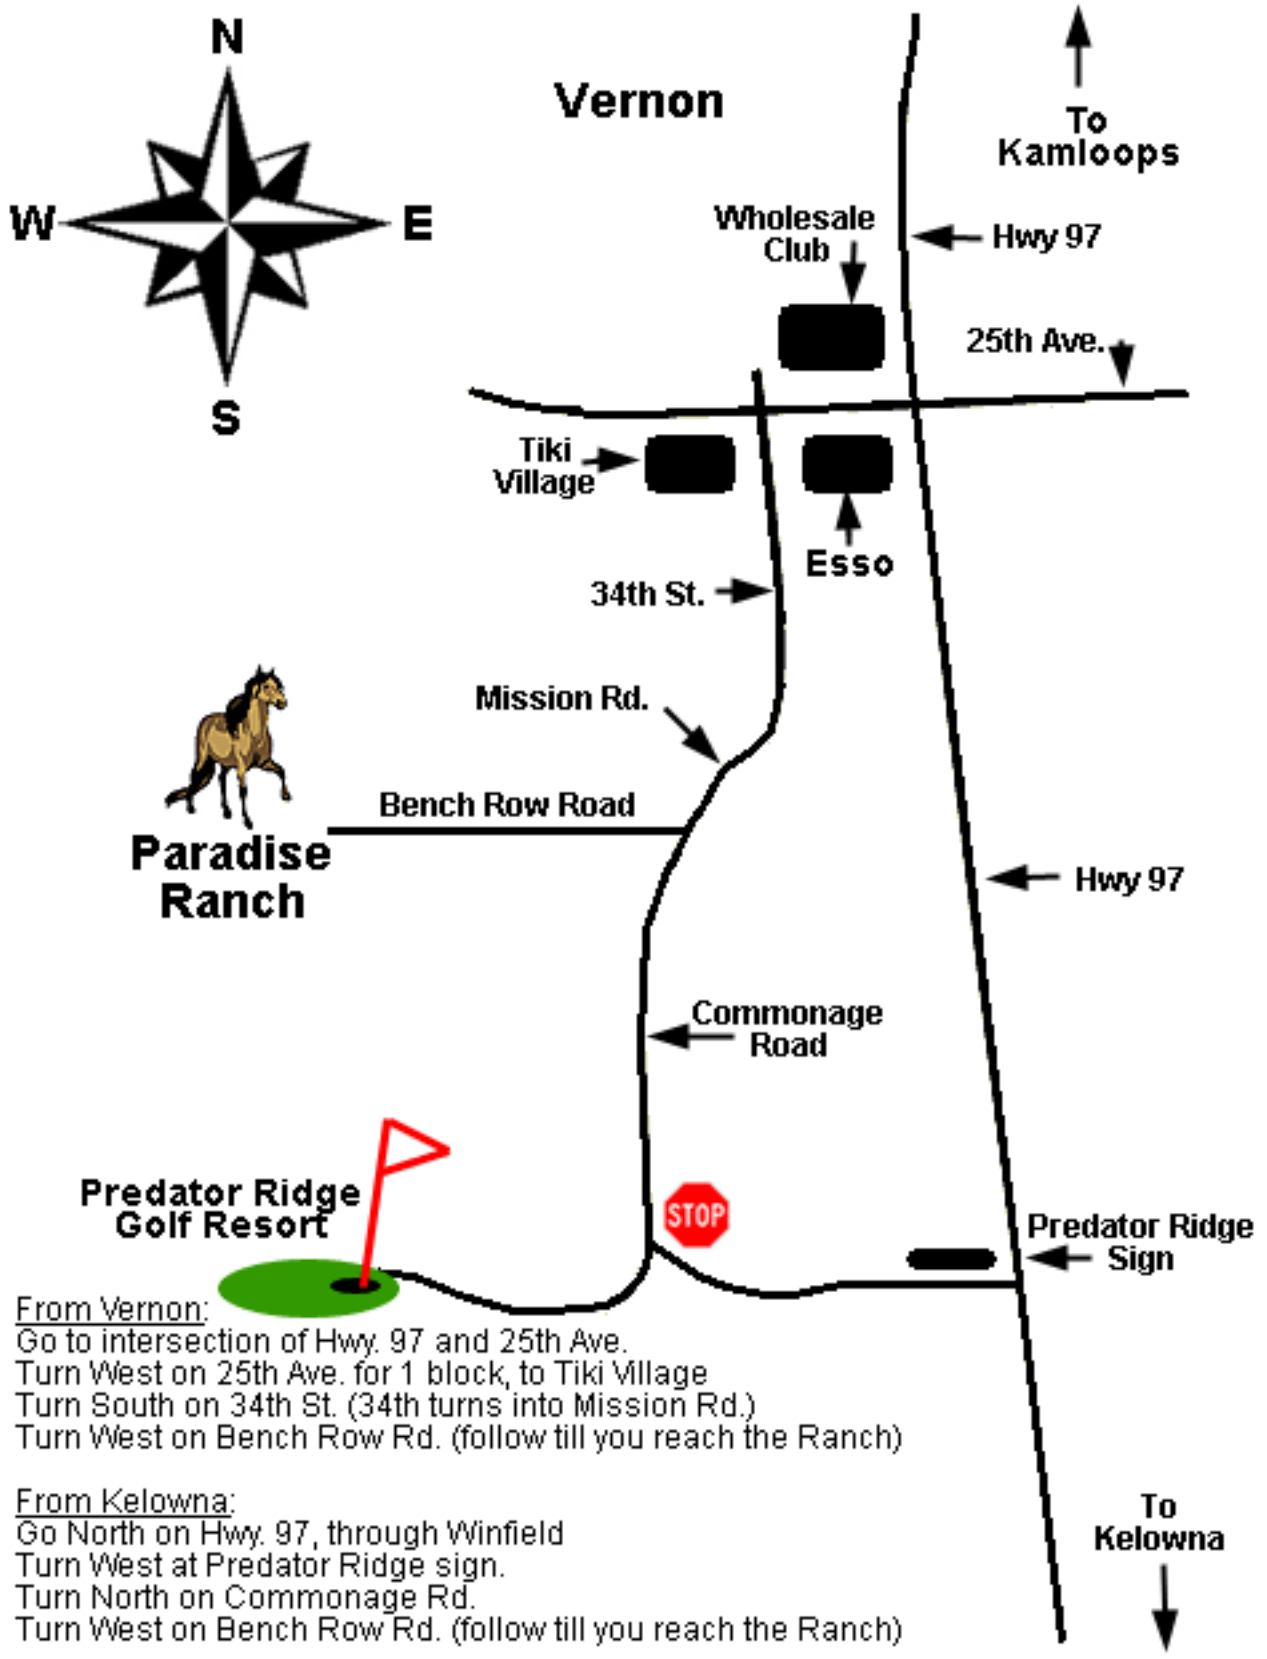 N
Vernon
To
Kamloops
W
E
Wholesale
Club
Hwy 97
25th Ave.
S
Tiki
Village
Esso
34th St.
Mission Rd.
Bench Row Road
Paradise
Ranch
Hwy 97
Commonage
Road
Predator Ridge
Golf Resort
STOP
Predator Ridge
Sign
From Vernon:
Go to intersection of Hwy. 97 and 25th Ave.
Turn West on 25th Ave. for 1 block, to Tiki Village
Turn South on 34th St. (34th turns into Mission Rd.)
Turn West on Bench Row Rd. (follow till you reach the Ranch)
From Kelowna:
Go North on Hwy. 97, through Winfield
Turn West at Predator Ridge sign.
Turn North on Commonage Rd.
Turn West on Bench Row Rd. (follow till you reach the Ranch)
To
Kelowna